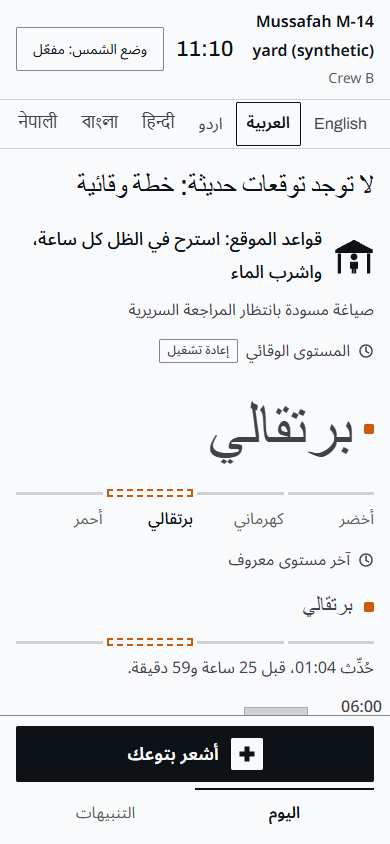 Mussafah M-14
yard (synthetic)
Crew B
11:10
وضع الشمس: مفعّل
English
العربية
اردو
हिन्दी
বাংলা
नेपाली
لا توجد توقعات حديثة: خطة وقائية
قواعد الموقع: استرح في الظل كل ساعة،
واشرب الماء
صياغة مسودة بانتظار المراجعة السريرية
المستوى الوقائي
إعادة تشغيل
برتقالي
أخضر
كهرماني
برتقالي
أحمر
آخر مستوى معروف
برتقالي
حُدِّث 01:04، قبل 25 ساعة و59 دقيقة.
06:00
أشعر بتوعك
اليوم
التنبيهات